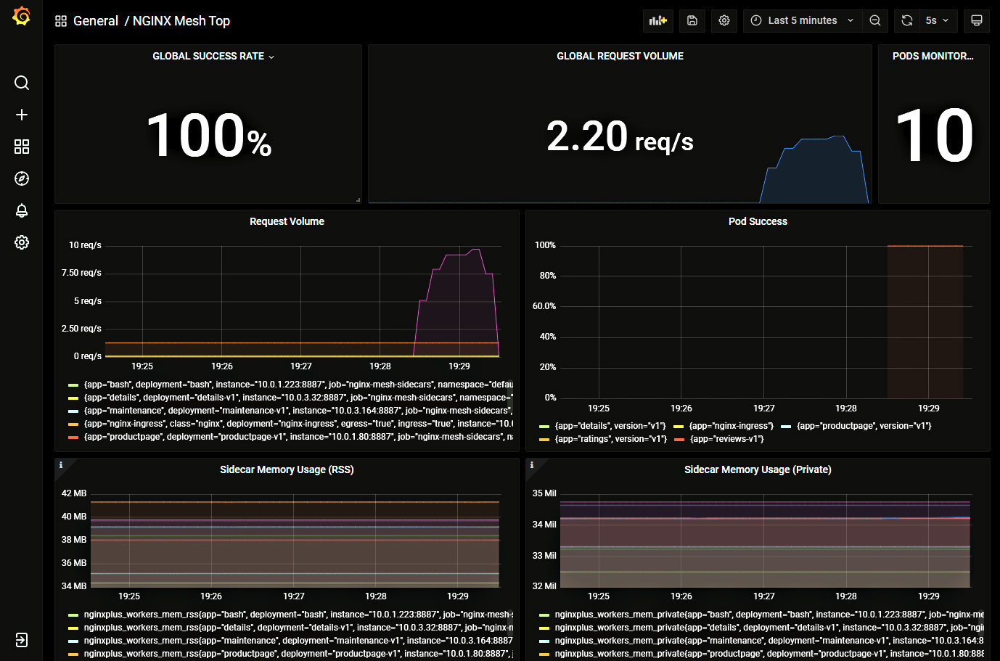 General / NGINX Mesh Top
Last 5 minutes
5s
GLOBAL SUCCESS RATE
100%
GLOBAL REQUEST VOLUME
2.20 req/s
PODS MONITOR...
10
Request Volume
10 req/s
7.50 req/s
5 req/s
2.50 req/s
0 req/s
19:25 19:26 19:27 19:28 19:29
{app="bash", deployment="bash", instance="10.0.1.223:8887", job="nginx-mesh-sidecars", namespace="defau
{app="details", deployment="details-v1", instance="10.0.3.32:8887", job="nginx-mesh-sidecars", namespace="
{app="maintenance", deployment="maintenance-v1", instance="10.0.3.164:8887", job="nginx-mesh-sidecars",
{app="nginx-ingress", class="nginx", deployment="nginx-ingress", egress="true", ingress="true", instance="10.0
{app="productpage", deployment="productpage-v1", instance="10.0.1.80:8887", job="nginx-mesh-sidecars", na
Pod Success
100%
80%
60.0%
40%
20%
0%
19:25 19:26 19:27 19:28 19:29
{app="details", version="v1"} {app="nginx-ingress"} {app="productpage", version="v1"}
{app="ratings", version="v1"} {app="reviews-v1"}
Sidecar Memory Usage (RSS)
42 MB
40 MB
38 MB
36 MB
34 MB
19:25 19:26 19:27 19:28 19:29
nginxplus_workers_mem_rss{app="bash", deployment="bash", instance="10.0.1.223:8887", job="nginx-mesh-s
nginxplus_workers_mem_rss{app="details", deployment="details-v1", instance="10.0.3.32:8887", job="nginx-n
nginxplus_workers_mem_rss{app="maintenance", deployment="maintenance-v1", instance="10.0.3.164:8887
nginxplus_workers_mem_rss{app="productpage", deployment="productpage-v1", instance="10.0.1.80:8887", j
Sidecar Memory Usage (Private)
35 Mil
34 Mil
33 Mil
32 Mil
19:25 19:26 19:27 19:28 19:29
nginxplus_workers_mem_private{app="bash", deployment="bash", instance="10.0.1.223:8887", job="nginx-me
nginxplus_workers_mem_private{app="details", deployment="details-v1", instance="10.0.3.32:8887", job="ngi
nginxplus_workers_mem_private{app="maintenance", deployment="maintenance-v1", instance="10.0.3.164:8
nginxplus_workers_mem_private{app="productpage", deployment="productpage-v1", instance="10.0.1.80:888